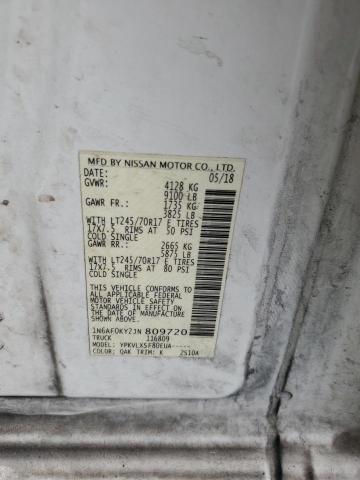 MFD BY NISSAN MOTOR CO., LTD.
DATE: 05/18
GVWR: 4128 KG
9100 LB
GAWR FR: 1735 KG
3825 LB
WITH LT245/70R17 E TIRES
17X7.5 RIMS AT 50 PSI
COLD SINGLE
GAWR RR: 2665 KG
5875 LB
WITH LT245/70R17 E TIRES
17X7.5 RIMS AT 80 PSI
COLD SINGLE
THIS VEHICLE CONFORMS TO ALL
APPLICABLE FEDERAL
MOTOR VEHICLE SAFETY
STANDARDS IN EFFECT ON
THE DATE OF MANUFACTURE
SHOWN ABOVE
1N6AF0KYZJN 809720
TRUCK 116809
MODEL: YPKVLXSF80EUA-----
COLOR: QAK TRIM: K 2S10A